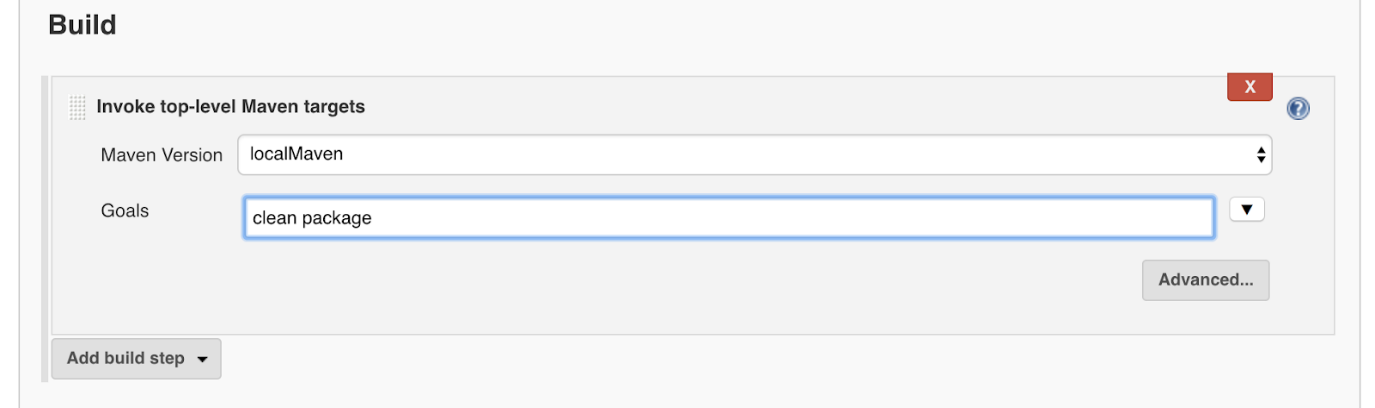 Build
X
Invoke top-level Maven targets
?
Maven Version localMaven
Goals clean package
Advanced...
Add build step